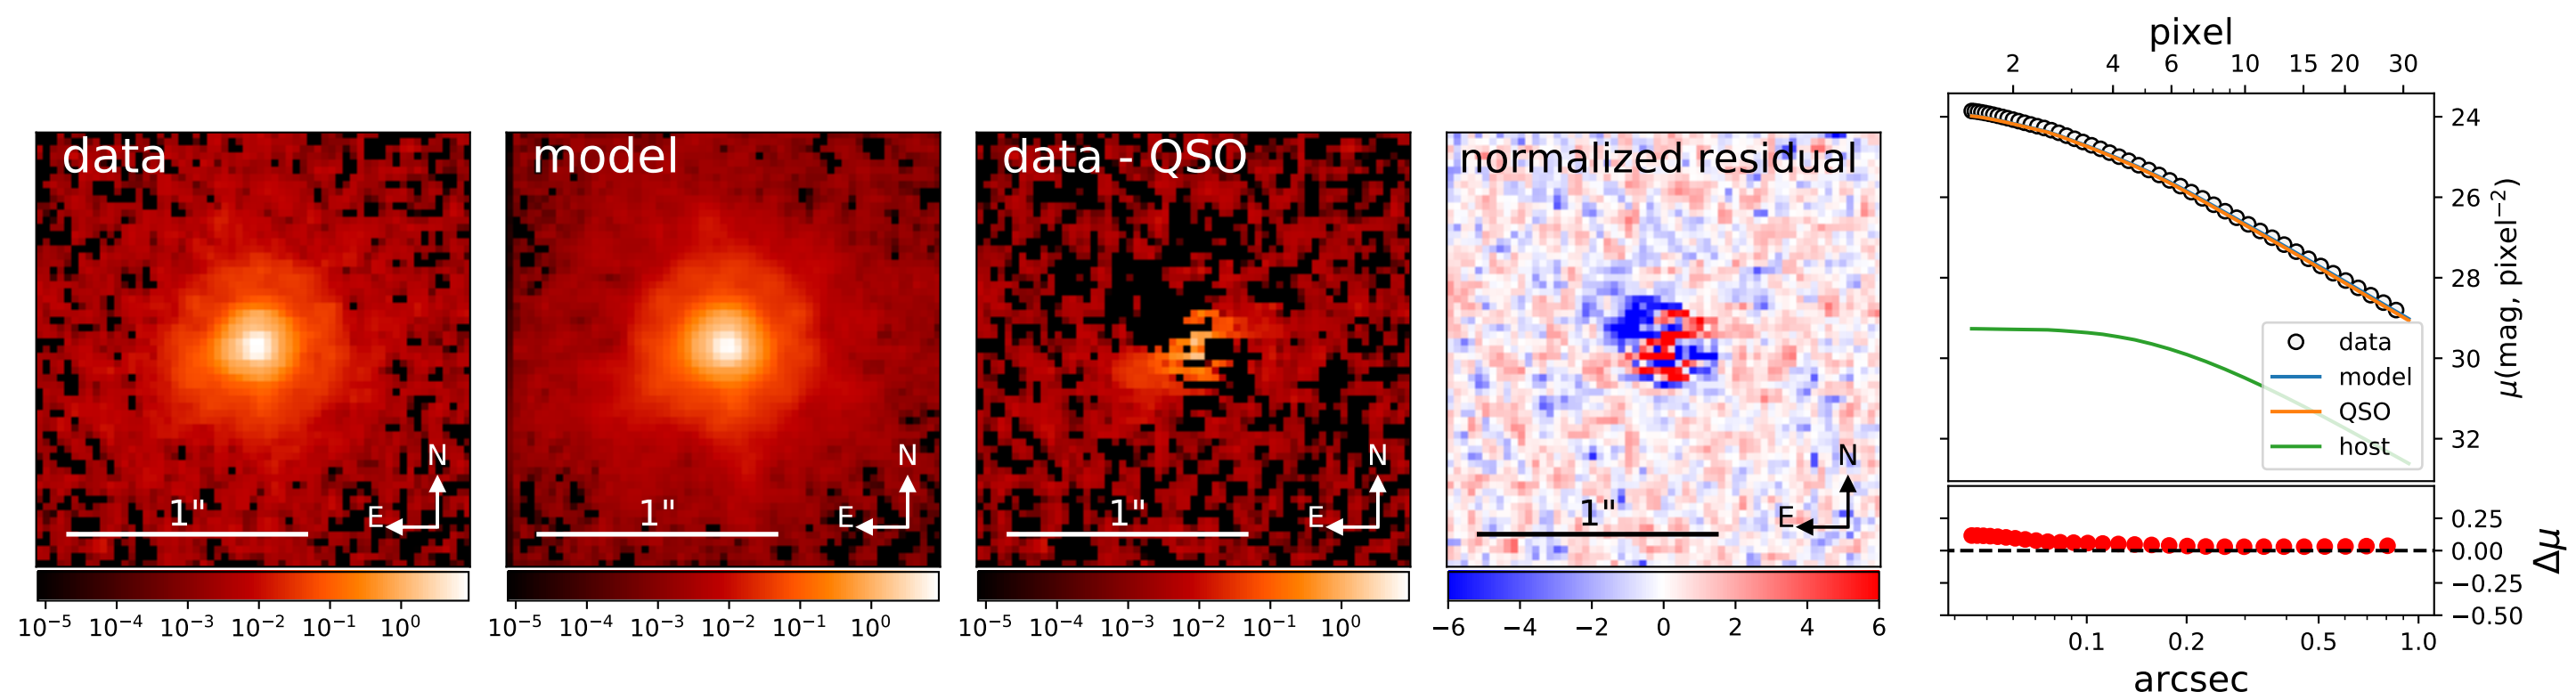 data
N
E
1"
10⁻⁵ 10⁻⁴ 10⁻³ 10⁻² 10⁻¹ 10⁰
model
N
E
1"
10⁻⁵ 10⁻⁴ 10⁻³ 10⁻² 10⁻¹ 10⁰
data - QSO
N
E
1"
10⁻⁵ 10⁻⁴ 10⁻³ 10⁻² 10⁻¹ 10⁰
normalized residual
N
E
1"
−6 −4 −2 0 2 4 6
pixel
2 4 6 10 15 20 30
24
26
28
30
32
μ(mag, pixel⁻²)
data
model
QSO
host
0.25
0.00
−0.25
−0.50
Δμ
0.1 0.2 0.5 1.0
arcsec